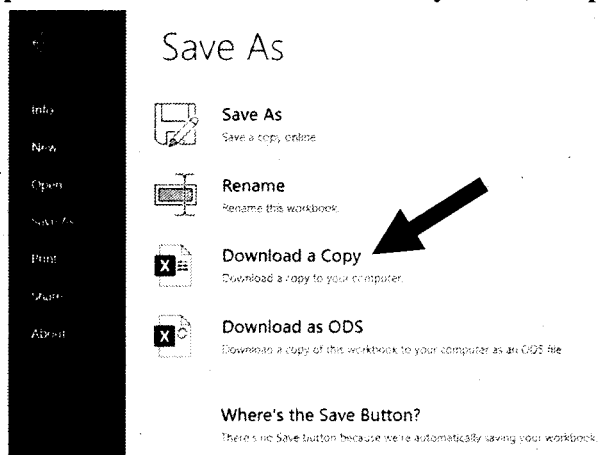 Save As
Info
New
Open
Save As
Print
Share
About
Save As
Save a copy online.
Rename
Rename this workbook.
Download a Copy
Download a copy to your computer.
Download as ODS
Download a copy of this workbook to your computer as an ODS file
Where's the Save Button?
There's no Save button because we're automatically saving your workbook.